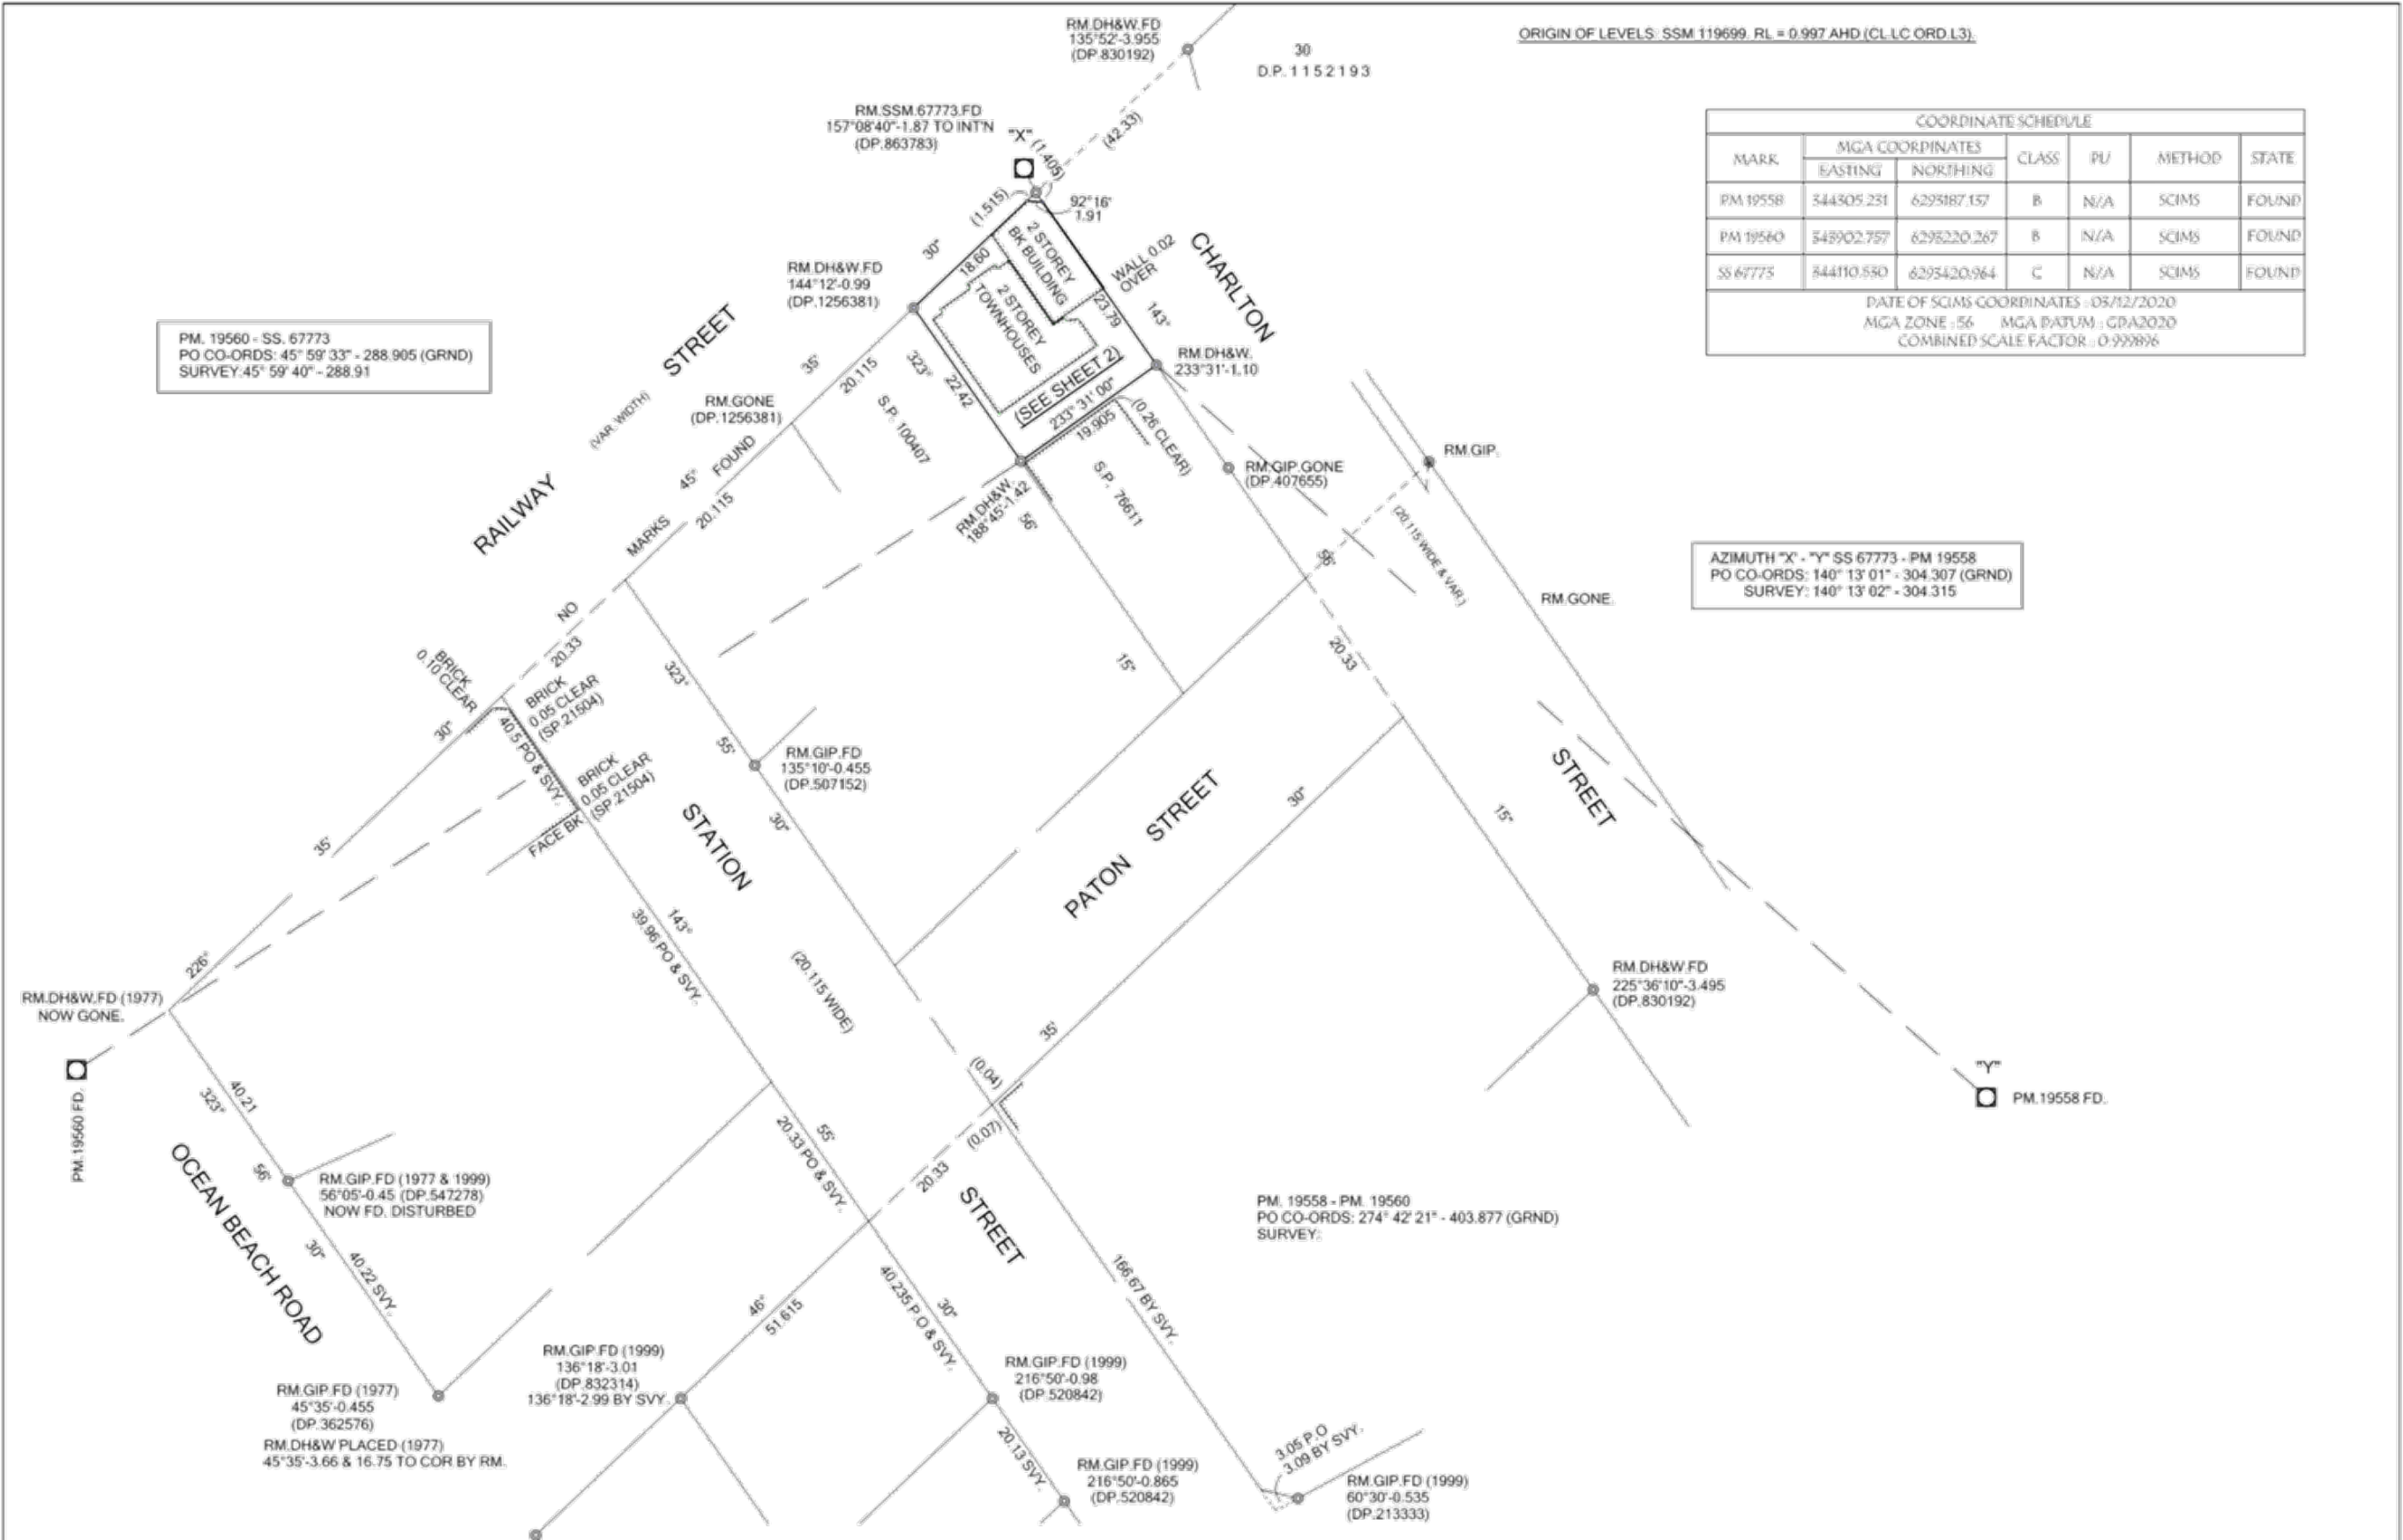 RM.DH&W.FD
135°52'-3.955
(DP.830192)
30
D.P. 1152193
ORIGIN OF LEVELS: SSM 119699. RL = 0.997 AHD (CL.LC ORD.L3).
RM.SSM.67773.FD
157°08'40"-1.87 TO INT'N
(DP.863783)
"X"
(1.405)
(42.33)
(1.515)
92°16'
1.91
COORDINATE SCHEDULE
MARK MGA COORDINATES CLASS PU METHOD STATE
EASTING NORTHING
PM 19558 344305.231 6293187.137 B N/A SCIMS FOUND
PM 19560 343902.757 6293220.267 B N/A SCIMS FOUND
SS 67773 344110.530 6293420.964 C N/A SCIMS FOUND
DATE OF SCIMS COORDINATES : 03/12/2020
MGA ZONE : 56 MGA DATUM : GDA2020
COMBINED SCALE FACTOR : 0.999896
RM.DH&W.FD
144°12'-0.99
(DP.1256381)
30"
18.60
2 STOREY
BK BUILDING
2 STOREY
TOWNHOUSES
WALL 0.02
OVER
23.79
143°
CHARLTON
(SEE SHEET 2)
233° 31' 00"
19.905
(0.26 CLEAR)
RM.DH&W.
233°31'-1.10
PM. 19560 - SS. 67773
PO CO-ORDS: 45° 59' 33" - 288.905 (GRND)
SURVEY:45° 59' 40" - 288.91
RAILWAY
(VAR. WIDTH)
STREET
35'
20.115
323°
22.42
S.P. 100407
RM.GONE
(DP.1256381)
45°
FOUND
20.115
MARKS
NO
20.33
RM.DH&W.
188°45'-1.42
56'
S.P. 76611
15"
RM.GIP.GONE
(DP.407655)
RM.GIP.
56'
(20.115 WIDE & VAR.)
RM.GONE.
20.33
AZIMUTH "X" - "Y" SS 67773 - PM 19558
PO CO-ORDS: 140° 13' 01" - 304.307 (GRND)
SURVEY: 140° 13' 02" - 304.315
BRICK
0.10 CLEAR
30"
BRICK
0.05 CLEAR
(SP.21504)
40.5 PO & SVY.
BRICK
0.05 CLEAR
(SP.21504)
FACE BK
35'
323°
55'
30"
RM.GIP.FD
135°10'-0.455
(DP.507152)
STATION
PATON STREET
30"
STREET
15"
226°
RM.DH&W.FD (1977)
NOW GONE.
PM.19560 FD.
143°
39.96 PO & SVY.
(20.115 WIDE)
35'
(0.04)
(0.07)
20.33
55'
20.33 PO & SVY.
STREET
RM.DH&W.FD
225°36'10"-3.495
(DP.830192)
"Y"
PM.19558 FD.
40.21
323°
56'
OCEAN BEACH ROAD
RM.GIP.FD (1977 & 1999)
56°05'-0.45 (DP.547278)
NOW FD. DISTURBED
30"
40.22 SVY.
PM. 19558 - PM. 19560
PO CO-ORDS: 274° 42' 21" - 403.877 (GRND)
SURVEY:
46°
51.615
30"
40.235 P.O & SVY.
166.67 BY SVY.
RM.GIP.FD (1977)
45°35'-0.455
(DP.362576)
RM.DH&W PLACED (1977)
45°35'-3.66 & 16.75 TO COR BY RM.
RM.GIP.FD (1999)
136°18'-3.01
(DP.832314)
136°18'-2.99 BY SVY.
RM.GIP.FD (1999)
216°50'-0.98
(DP.520842)
20.13 SVY.
RM.GIP.FD (1999)
216°50'-0.865
(DP.520842)
3.05 P.O
3.09 BY SVY.
RM.GIP.FD (1999)
60°30'-0.535
(DP.213333)